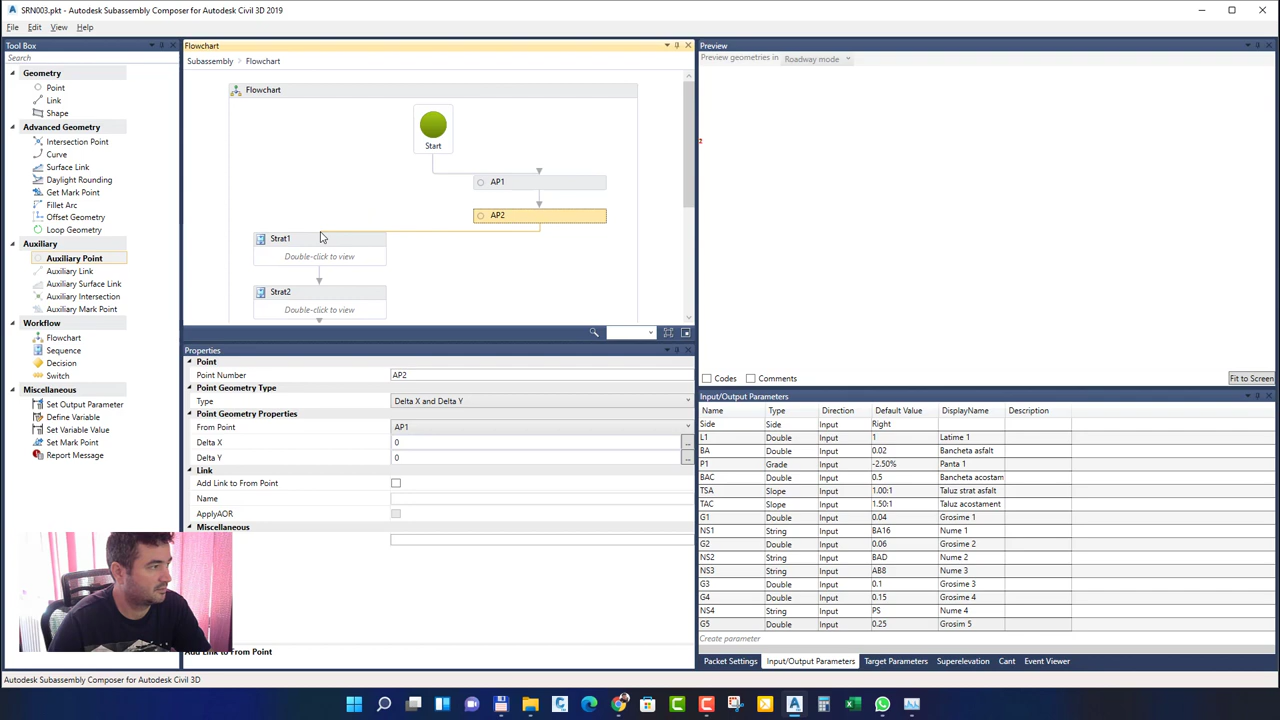 SRN003.pkt - Autodesk Subassembly Composer for Autodesk Civil 3D 2019
File Edit View Help
Tool Box
Search
Geometry
Point
Link
Shape
Advanced Geometry
Intersection Point
Curve
Surface Link
Daylight Rounding
Get Mark Point
Fillet Arc
Offset Geometry
Loop Geometry
Auxiliary
Auxiliary Point
Auxiliary Link
Auxiliary Surface Link
Auxiliary Intersection
Auxiliary Mark Point
Workflow
Flowchart
Sequence
Decision
Switch
Miscellaneous
Set Output Parameter
Define Variable
Set Variable Value
Set Mark Point
Report Message
Flowchart
Subassembly > Flowchart
Flowchart
Start
AP1
AP2
Strat1
Double-click to view
Strat2
Double-click to view
Properties
Point
Point Number AP2
Point Geometry Type
Type Delta X and Delta Y
Point Geometry Properties
From Point AP1
Delta X 0 ...
Delta Y 0 ...
Link
Add Link to From Point
Name
ApplyAOR
Miscellaneous
Add Link to From Point
Preview
Preview geometries in Roadway mode
2
Codes Comments Fit to Screen
Input/Output Parameters
Name Type Direction Default Value DisplayName Description
Side Side Input Right
L1 Double Input 1 Latime 1
BA Double Input 0.02 Bancheta asfalt
P1 Grade Input -2.50% Panta 1
BAC Double Input 0.5 Bancheta acostam
TSA Slope Input 1.00:1 Taluz strat asfalt
TAC Slope Input 1.50:1 Taluz acostament
G1 Double Input 0.04 Grosime 1
NS1 String Input BA16 Nume 1
G2 Double Input 0.06 Grosime 2
NS2 String Input BAD Nume 2
NS3 String Input AB8 Nume 3
G3 Double Input 0.1 Grosime 3
G4 Double Input 0.15 Grosime 4
NS4 String Input PS Nume 4
G5 Double Input 0.25 Grosim 5
Create parameter
Packet Settings Input/Output Parameters Target Parameters Superelevation Cant Event Viewer
Autodesk Subassembly Composer for Autodesk Civil 3D